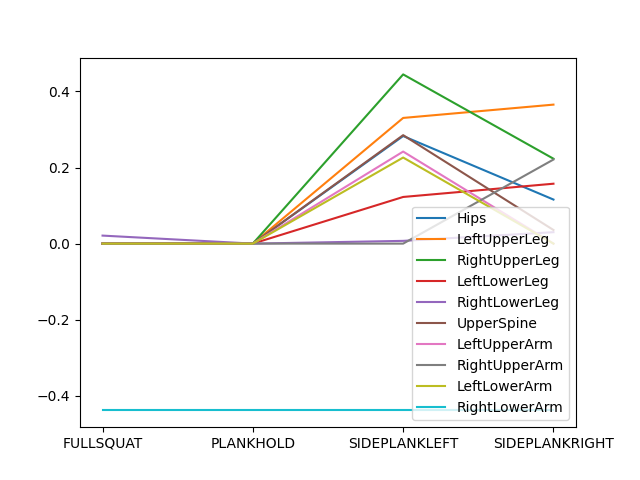 0.4
0.2
0.0
−0.2
−0.4
Hips
LeftUpperLeg
RightUpperLeg
LeftLowerLeg
RightLowerLeg
UpperSpine
LeftUpperArm
RightUpperArm
LeftLowerArm
RightLowerArm
FULLSQUAT
PLANKHOLD
SIDEPLANKLEFT
SIDEPLANKRIGHT